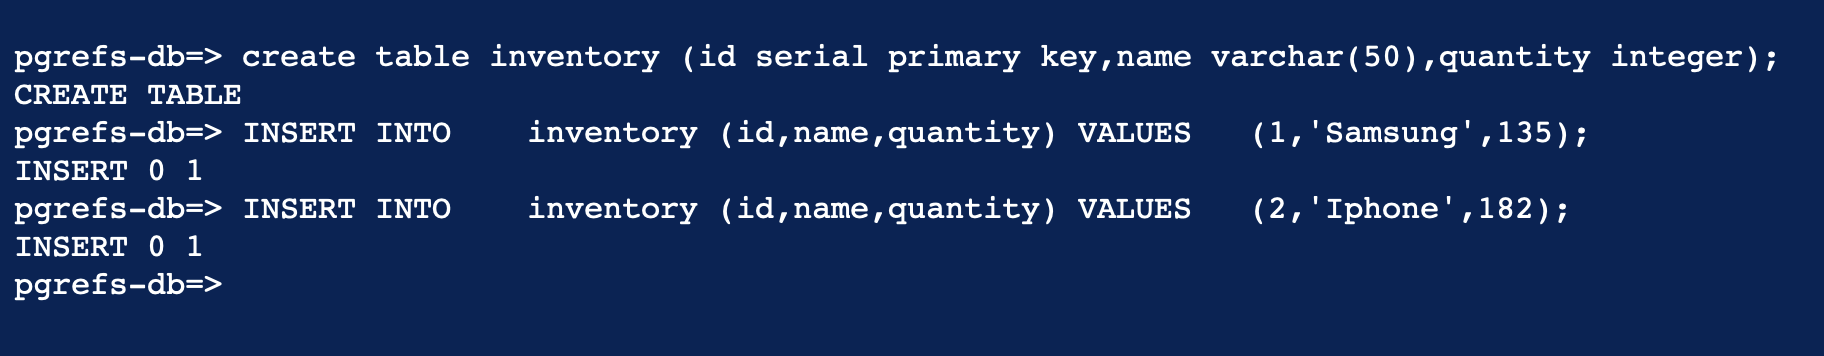 pgrefs-db=> create table inventory (id serial primary key,name varchar(50),quantity integer);
CREATE TABLE
pgrefs-db=> INSERT INTO    inventory (id,name,quantity) VALUES   (1,'Samsung',135);
INSERT 0 1
pgrefs-db=> INSERT INTO    inventory (id,name,quantity) VALUES   (2,'Iphone',182);
INSERT 0 1
pgrefs-db=>